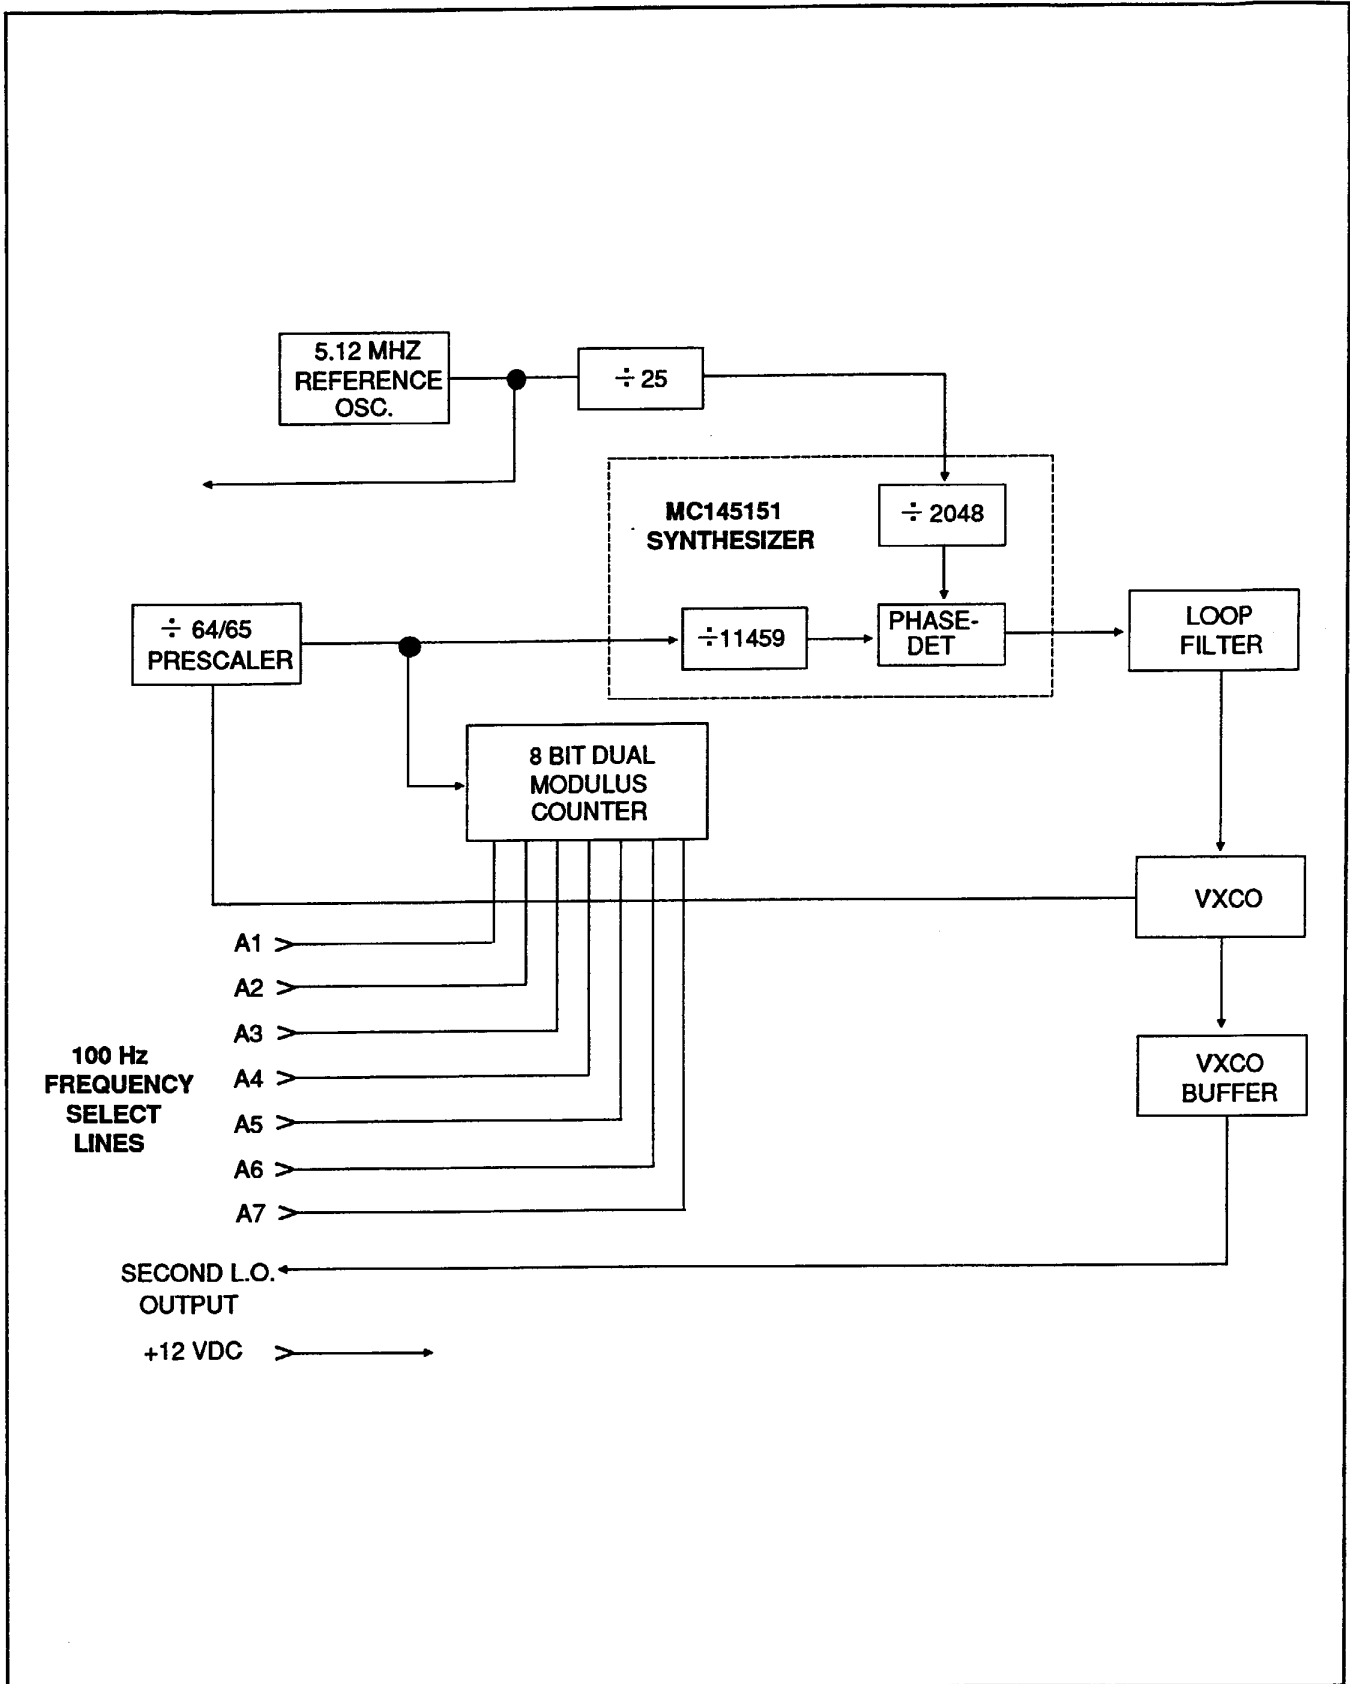 5.12 MHZ
REFERENCE
OSC.
÷ 25
MC145151
SYNTHESIZER
÷ 2048
÷ 64/65
PRESCALER
÷11459
PHASE-
DET
LOOP
FILTER
8 BIT DUAL
MODULUS
COUNTER
VXCO
A1
A2
A3
A4
A5
A6
A7
100 Hz
FREQUENCY
SELECT
LINES
VXCO
BUFFER
SECOND L.O.
OUTPUT
+12 VDC